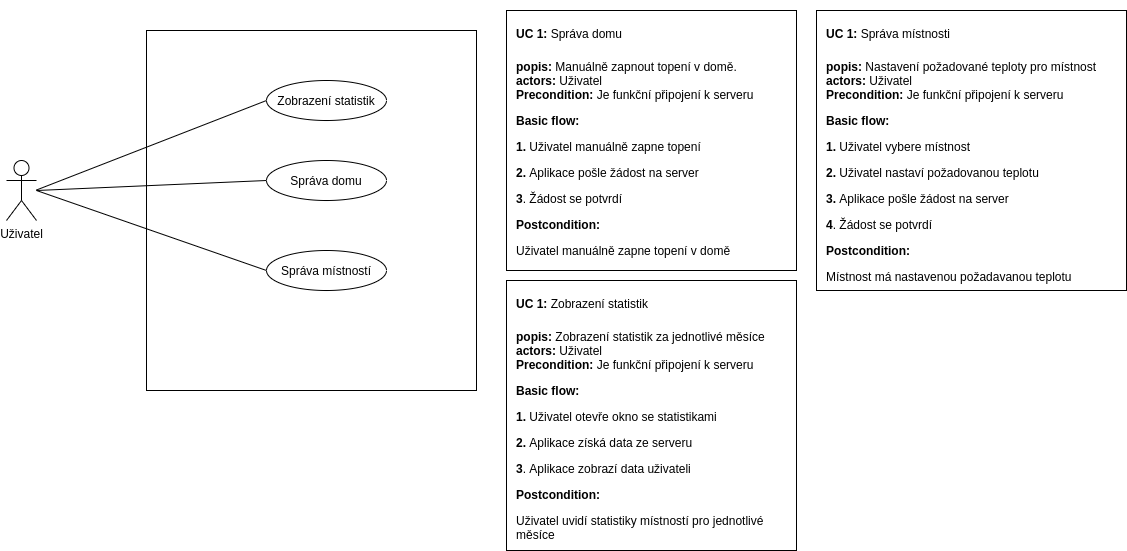 Zobrazení statistik
Správa domu
Správa místností
Uživatel
UC 1: Správa domu
popis: Manuálně zapnout topení v domě.
actors: Uživatel
Precondition: Je funkční připojení k serveru
Basic flow:
1. Uživatel manuálně zapne topení
2. Aplikace pošle žádost na server
3. Žádost se potvrdí
Postcondition:
Uživatel manuálně zapne topení v domě
UC 1: Zobrazení statistik
popis: Zobrazení statistik za jednotlivé měsíce
actors: Uživatel
Precondition: Je funkční připojení k serveru
Basic flow:
1. Uživatel otevře okno se statistikami
2. Aplikace získá data ze serveru
3. Aplikace zobrazí data uživateli
Postcondition:
Uživatel uvidí statistiky místností pro jednotlivé
měsíce
UC 1: Správa místnosti
popis: Nastavení požadované teploty pro místnost
actors: Uživatel
Precondition: Je funkční připojení k serveru
Basic flow:
1. Uživatel vybere místnost
2. Uživatel nastaví požadovanou teplotu
3. Aplikace pošle žádost na server
4. Žádost se potvrdí
Postcondition:
Místnost má nastavenou požadavanou teplotu